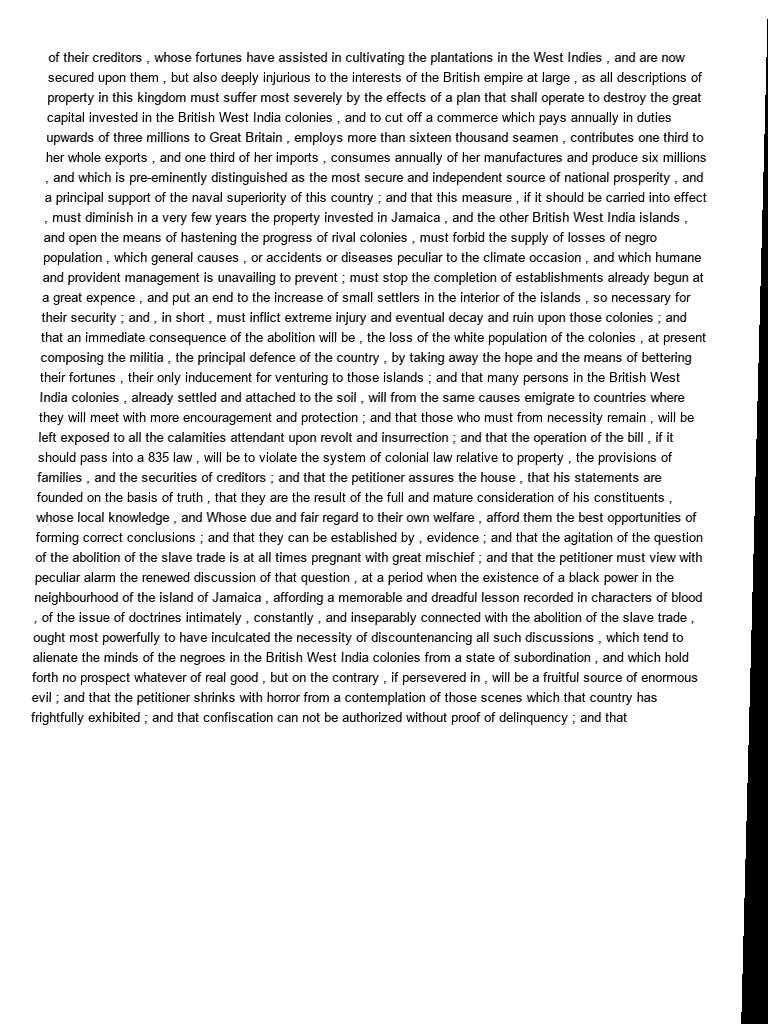 of their creditors , whose fortunes have assisted in cultivating the plantations in the West Indies , and are now
secured upon them , but also deeply injurious to the interests of the British empire at large , as all descriptions of
property in this kingdom must suffer most severely by the effects of a plan that shall operate to destroy the great
capital invested in the British West India colonies , and to cut off a commerce which pays annually in duties
upwards of three millions to Great Britain , employs more than sixteen thousand seamen , contributes one third to
her whole exports , and one third of her imports , consumes annually of her manufactures and produce six millions
, and which is pre-eminently distinguished as the most secure and independent source of national prosperity , and
a principal support of the naval superiority of this country ; and that this measure , if it should be carried into effect
, must diminish in a very few years the property invested in Jamaica , and the other British West India islands ,
and open the means of hastening the progress of rival colonies , must forbid the supply of losses of negro
population , which general causes , or accidents or diseases peculiar to the climate occasion , and which humane
and provident management is unavailing to prevent ; must stop the completion of establishments already begun at
a great expence , and put an end to the increase of small settlers in the interior of the islands , so necessary for
their security ; and , in short , must inflict extreme injury and eventual decay and ruin upon those colonies ; and
that an immediate consequence of the abolition will be , the loss of the white population of the colonies , at present
composing the militia , the principal defence of the country , by taking away the hope and the means of bettering
their fortunes , their only inducement for venturing to those islands ; and that many persons in the British West
India colonies , already settled and attached to the soil , will from the same causes emigrate to countries where
they will meet with more encouragement and protection ; and that those who must from necessity remain , will be
left exposed to all the calamities attendant upon revolt and insurrection ; and that the operation of the bill , if it
should pass into a 835 law , will be to violate the system of colonial law relative to property , the provisions of
families , and the securities of creditors ; and that the petitioner assures the house , that his statements are
founded on the basis of truth , that they are the result of the full and mature consideration of his constituents ,
whose local knowledge , and Whose due and fair regard to their own welfare , afford them the best opportunities of
forming correct conclusions ; and that they can be established by , evidence ; and that the agitation of the question
of the abolition of the slave trade is at all times pregnant with great mischief ; and that the petitioner must view with
peculiar alarm the renewed discussion of that question , at a period when the existence of a black power in the
neighbourhood of the island of Jamaica , affording a memorable and dreadful lesson recorded in characters of blood
, of the issue of doctrines intimately , constantly , and inseparably connected with the abolition of the slave trade ,
ought most powerfully to have inculcated the necessity of discountenancing all such discussions , which tend to
alienate the minds of the negroes in the British West India colonies from a state of subordination , and which hold
forth no prospect whatever of real good , but on the contrary , if persevered in , will be a fruitful source of enormous
evil ; and that the petitioner shrinks with horror from a contemplation of those scenes which that country has
frightfully exhibited ; and that confiscation can not be authorized without proof of delinquency ; and that